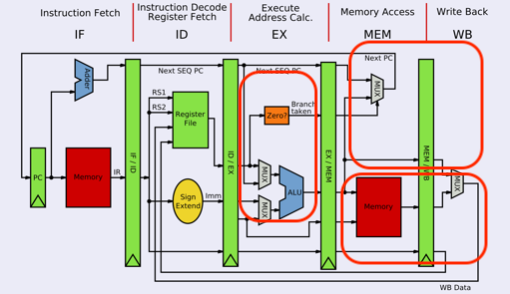 Instruction Fetch
Instruction Decode
Register Fetch
Execute
Address Calc.
Memory Access
Write Back
IF
ID
EX
MEM
WB
Next PC
Next SEQ PC
Next SEQ PC
Adder
MUX
RS1
RS2
Register
File
Zero?
Branch
taken
IF / ID
ID / EX
EX / MEM
MEM / WB
PC
Memory
IR
MUX
MUX
ALU
Memory
MUX
Sign
Extend
Imm
WB Data